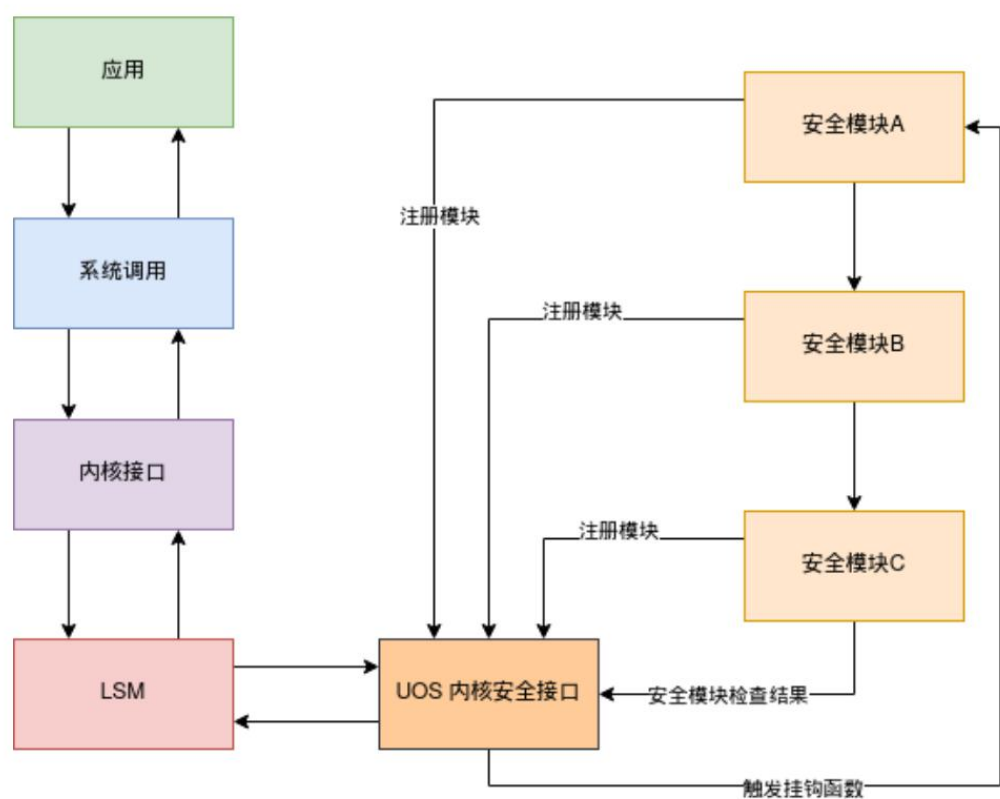 应用
安全模块A
注册模块
系统调用
注册模块
安全模块B
内核接口
注册模块
安全模块C
LSM
UOS 内核安全接口
安全模块检查结果
触发挂钩函数